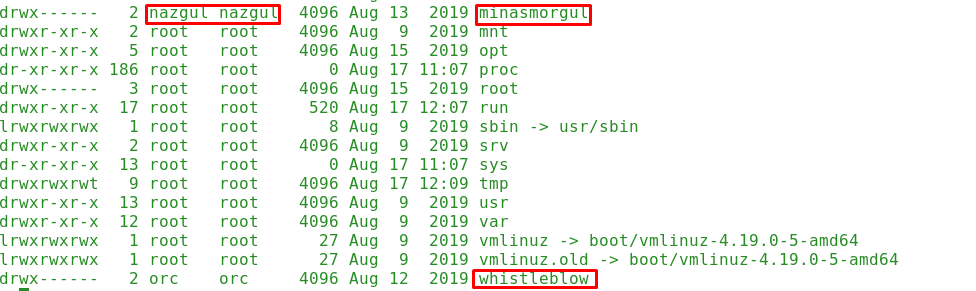 drwx------   2 nazgul nazgul  4096 Aug 13  2019 minasmorgul
drwxr-xr-x   2 root   root    4096 Aug  9  2019 mnt
drwxr-xr-x   5 root   root    4096 Aug 15  2019 opt
dr-xr-xr-x 186 root   root       0 Aug 17 11:07 proc
drwx------   3 root   root    4096 Aug 15  2019 root
drwxr-xr-x  17 root   root     520 Aug 17 12:07 run
lrwxrwxrwx   1 root   root       8 Aug  9  2019 sbin -> usr/sbin
drwxr-xr-x   2 root   root    4096 Aug  9  2019 srv
dr-xr-xr-x  13 root   root       0 Aug 17 11:07 sys
drwxrwxrwt   9 root   root    4096 Aug 17 12:09 tmp
drwxr-xr-x  13 root   root    4096 Aug  9  2019 usr
drwxr-xr-x  12 root   root    4096 Aug  9  2019 var
lrwxrwxrwx   1 root   root      27 Aug  9  2019 vmlinuz -> boot/vmlinuz-4.19.0-5-amd64
lrwxrwxrwx   1 root   root      27 Aug  9  2019 vmlinuz.old -> boot/vmlinuz-4.19.0-5-amd64
drwx------   2 orc    orc     4096 Aug 12  2019 whistleblow